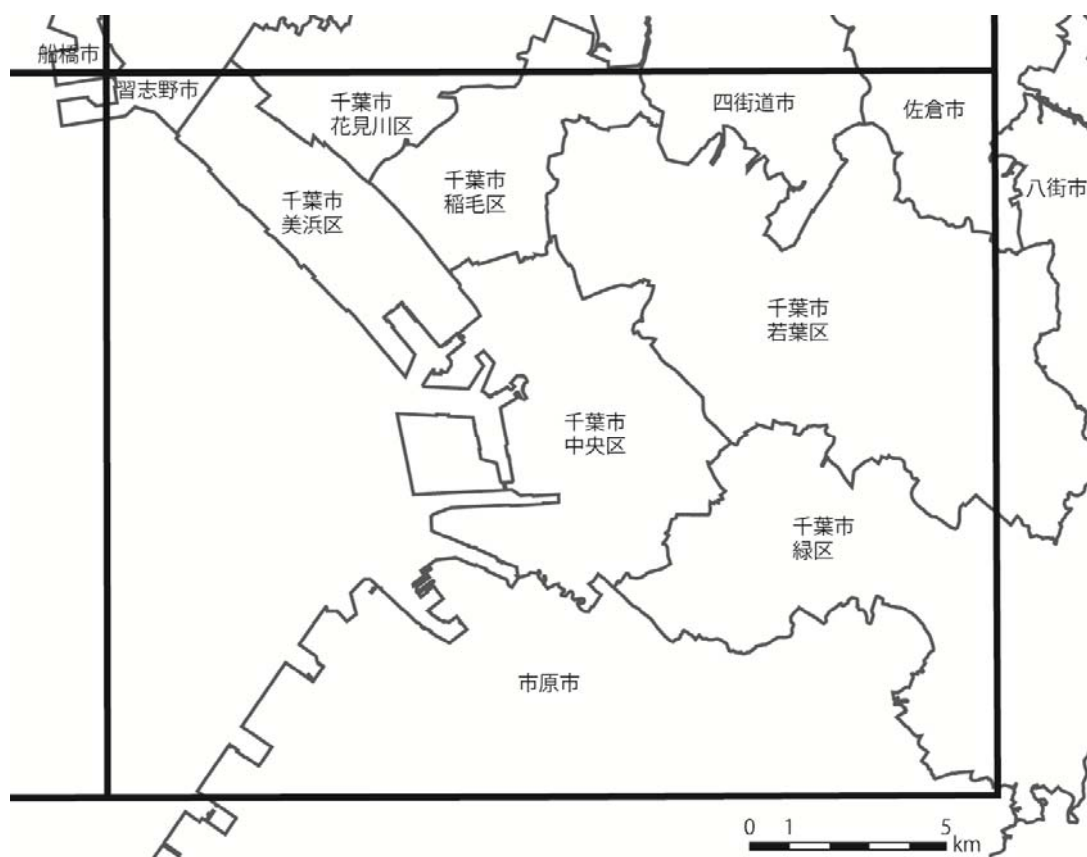 船橋市
習志野市
千葉市
花見川区
四街道市
佐倉市
千葉市
稲毛区
八街市
千葉市
美浜区
千葉市
若葉区
千葉市
中央区
千葉市
緑区
市原市
0 1 5
km